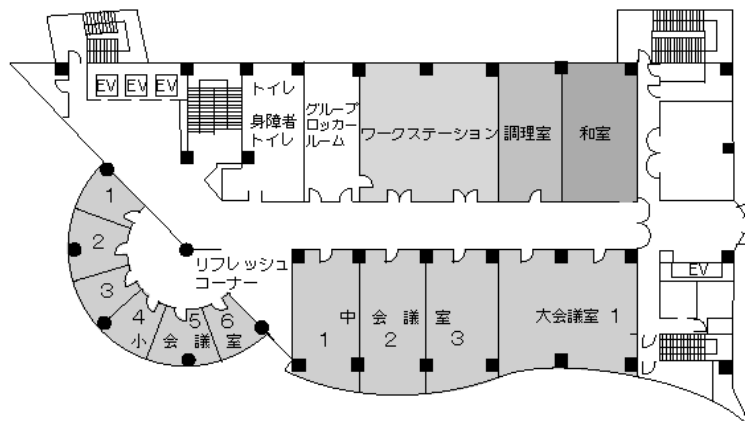 EV EV EV
トイレ
身障者
トイレ
グループ
ロッカー
ルーム
ワークステーション
調理室
和室
1
2
3
4
5
6
小会議室
リフレッシュ
コーナー
中会議室
1
2
3
大会議室 1
EV